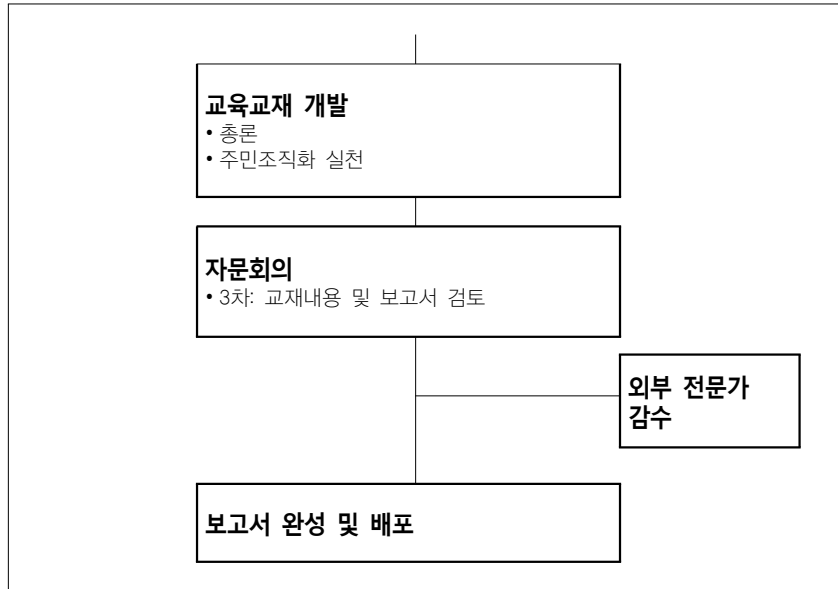 교육교재 개발
• 총론
• 주민조직화 실천
자문회의
• 3차: 교재내용 및 보고서 검토
외부 전문가
감수
보고서 완성 및 배포